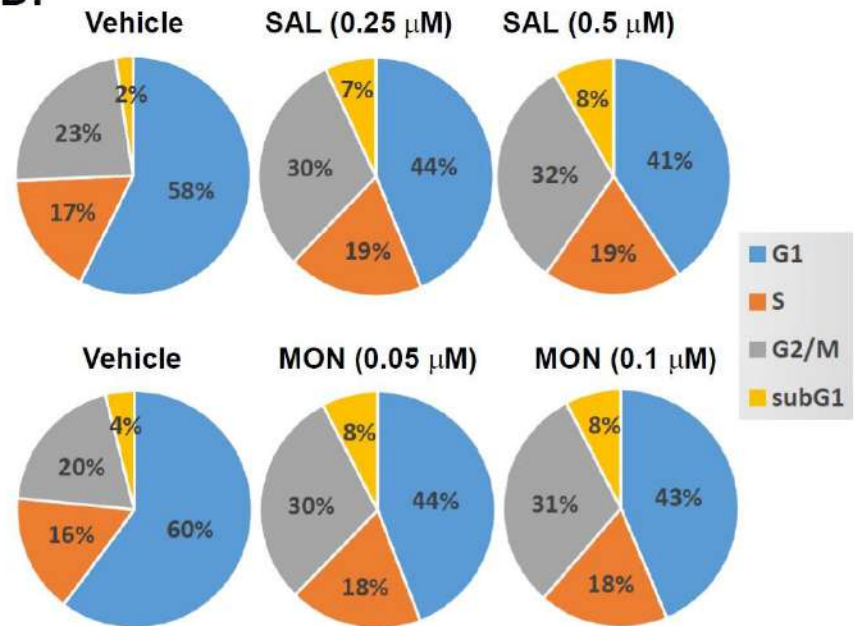 Vehicle
SAL (0.25 μM)
SAL (0.5 μM)
2%
23%
58%
17%
7%
30%
44%
19%
8%
32%
41%
19%
G1
S
G2/M
subG1
Vehicle
MON (0.05 μM)
MON (0.1 μM)
4%
20%
60%
16%
8%
30%
44%
18%
8%
31%
43%
18%